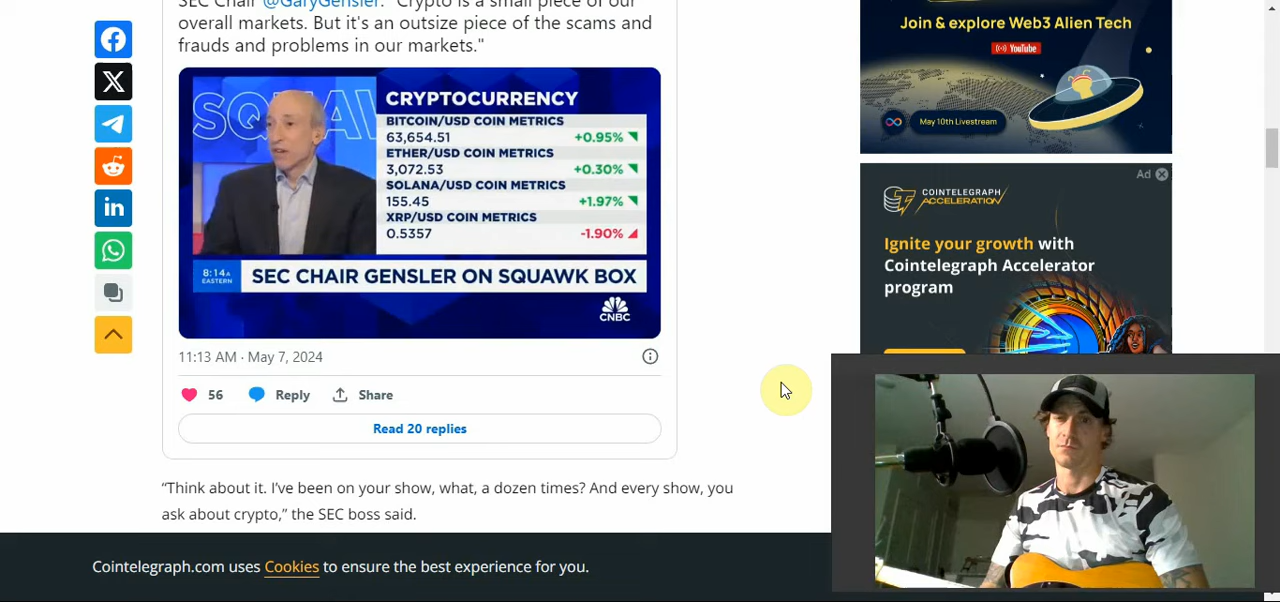 SEC Chair @GaryGensler: "Crypto is a small piece of our
overall markets. But it's an outsize piece of the scams and
frauds and problems in our markets."
SQUAW
CRYPTOCURRENCY
BITCOIN/USD COIN METRICS
63,654.51 +0.95%
ETHER/USD COIN METRICS
3,072.53 +0.30%
SOLANA/USD COIN METRICS
155.45 +1.97%
XRP/USD COIN METRICS
0.5357 -1.90%
8:14A
EASTERN
SEC CHAIR GENSLER ON SQUAWK BOX
CNBC
11:13 AM · May 7, 2024
56 Reply Share
Read 20 replies
“Think about it. I’ve been on your show, what, a dozen times? And every show, you
ask about crypto,” the SEC boss said.
Cointelegraph.com uses Cookies to ensure the best experience for you.
Join & explore Web3 Alien Tech
YouTube
May 10th Livestream
Ad
COINTELEGRAPH
ACCELERATION
Ignite your growth with
Cointelegraph Accelerator
program